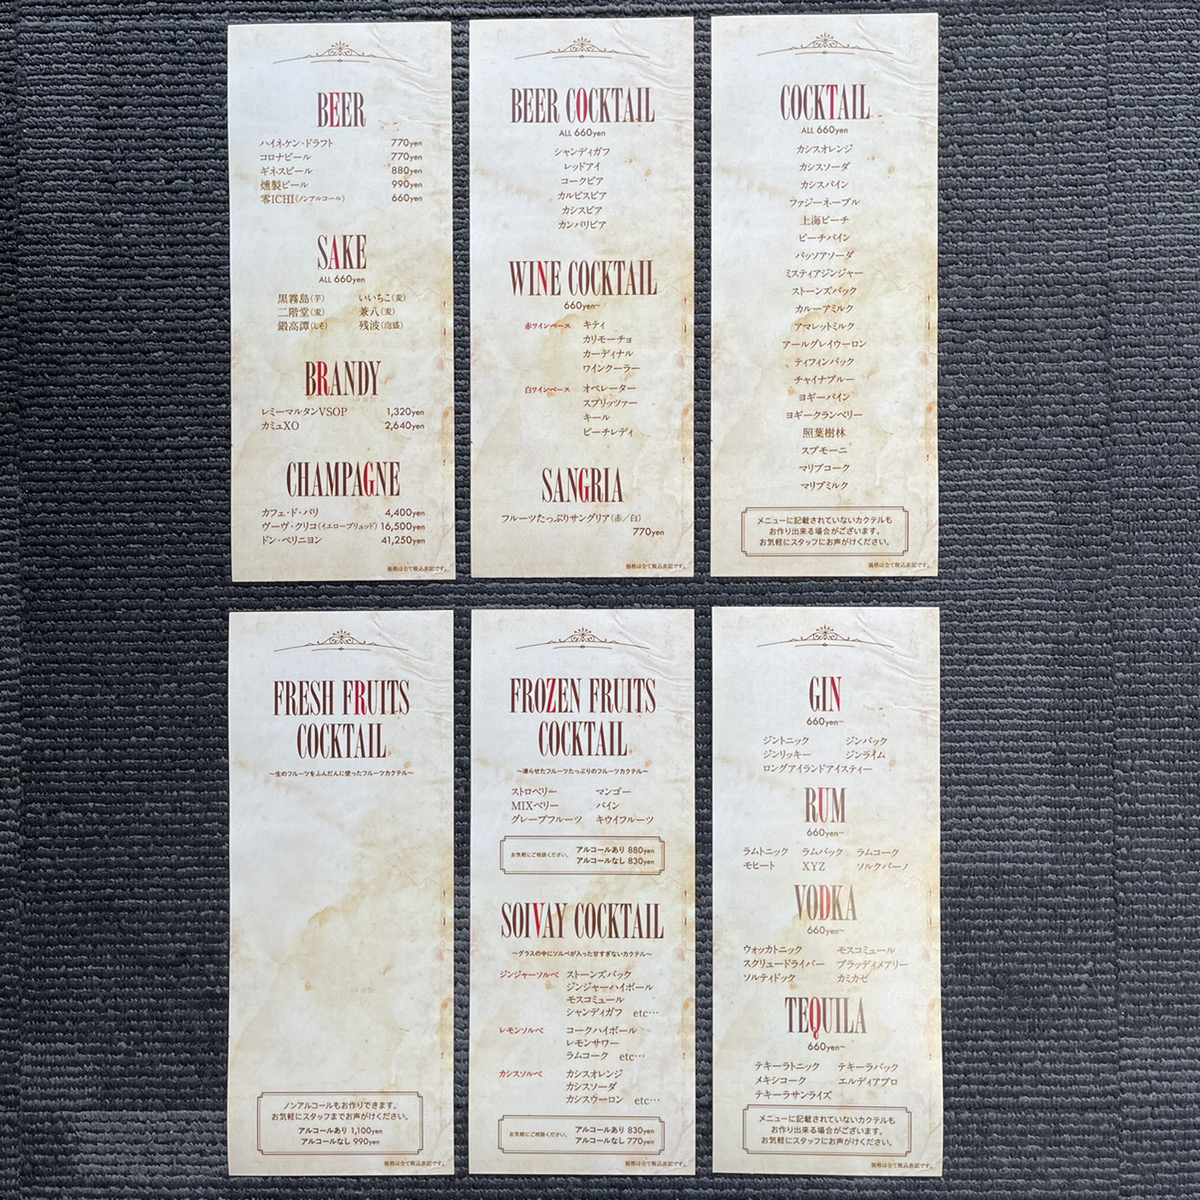 BEER
ハイネケン・ドラフト 770yen
コロナビール 770yen
ギネスビール 880yen
燻製ビール 990yen
零ICHI(ノンアルコール) 660yen
SAKE
ALL 660yen
黒霧島(芋) いいちこ(麦)
二階堂(麦) 兼八(麦)
鍛高譚(しそ) 残波(泡盛)
BRANDY
レミーマルタンVSOP 1,320yen
カミュXO 2,640yen
CHAMPAGNE
カフェ・ド・パリ 4,400yen
ヴーヴ・クリコ(イエローブリュッド) 16,500yen
ドン・ペリニヨン 41,250yen
価格は全て税込表記です。
BEER COCKTAIL
ALL 660yen
シャンディガフ
レッドアイ
コークビア
カルピスビア
カシスビア
カンパリビア
WINE COCKTAIL
660yen~
赤ワインベース キティ
カリモーチョ
カーディナル
ワインクーラー
白ワインベース オペレーター
スプリッツァー
キール
ピーチレディ
SANGRIA
フルーツたっぷりサングリア(赤/白)
770yen
価格は全て税込表記です。
COCKTAIL
ALL 660yen
カシスオレンジ
カシスソーダ
カシスパイン
ファジーネーブル
上海ピーチ
ピーチパイン
パッソアソーダ
ミスティアジンジャー
ストーンズバック
カルーアミルク
アマレットミルク
アールグレイウーロン
ティフィンバック
チャイナブルー
ヨギーパイン
ヨギークランベリー
照葉樹林
スプモーニ
マリブコーク
マリブミルク
メニューに記載されていないカクテルも
お作り出来る場合がございます。
お気軽にスタッフにお声がけください。
価格は全て税込表記です。
FRESH FRUITS
COCKTAIL
~生のフルーツをふんだんに使ったフルーツカクテル~
ノンアルコールもお作りできます。
お気軽にスタッフまでお声がけください。
アルコールあり 1,100yen
アルコールなし 990yen
価格は全て税込表記です。
FROZEN FRUITS
COCKTAIL
~凍らせたフルーツたっぷりのフルーツカクテル~
ストロベリー マンゴー
MIXベリー パイン
グレープフルーツ キウイフルーツ
お気軽にご相談ください。 アルコールあり 880yen
アルコールなし 830yen
SOIVAY COCKTAIL
~グラスの中にソルベが入った甘すぎないカクテル~
ジンジャーソルベ ストーンズバック
ジンジャーハイボール
モスコミュール
シャンディガフ etc…
レモンソルベ コークハイボール
レモンサワー
ラムコーク etc…
カシスソルベ カシスオレンジ
カシスソーダ
カシスウーロン etc…
お気軽にご相談ください。 アルコールあり 830yen
アルコールなし 770yen
価格は全て税込表記です。
GIN
660yen~
ジントニック ジンバック
ジンリッキー ジンライム
ロングアイランドアイスティー
RUM
660yen~
ラムトニック ラムバック ラムコーク
モヒート XYZ ソルクバーノ
VODKA
660yen~
ウォッカトニック モスコミュール
スクリュードライバー ブラッディメアリー
ソルティドック カミカゼ
TEQUILA
660yen~
テキーラトニック テキーラバック
メキシコーク エルディアブロ
テキーラサンライズ
メニューに記載されていないカクテルも
お作り出来る場合がございます。
お気軽にスタッフにお声がけください。
価格は全て税込表記です。